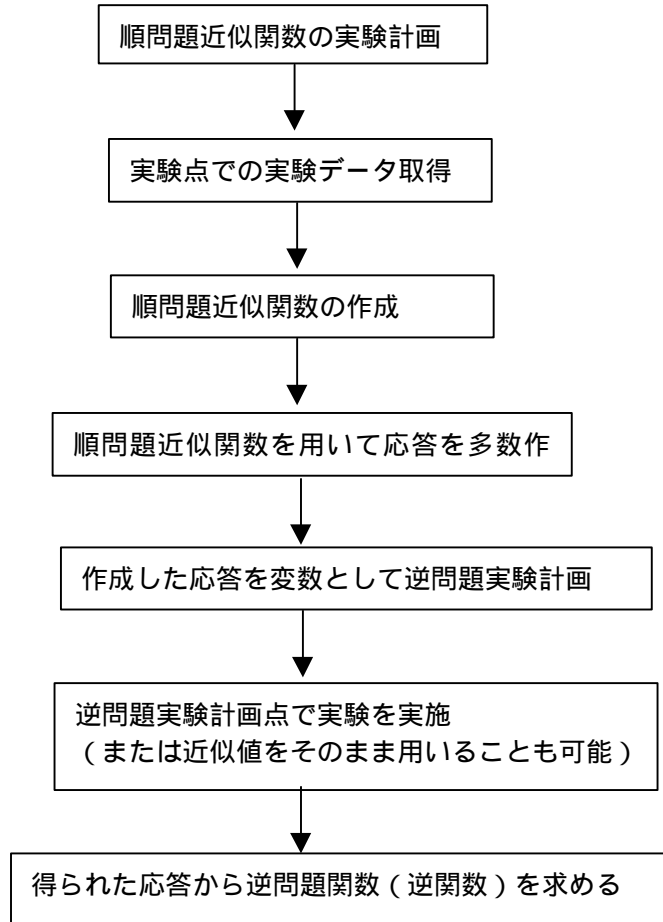 順問題近似関数の実験計画
実験点での実験データ取得
順問題近似関数の作成
順問題近似関数を用いて応答を多数作
作成した応答を変数として逆問題実験計画
逆問題実験計画点で実験を実施
（または近似値をそのまま用いることも可能）
得られた応答から逆問題関数（逆関数）を求める